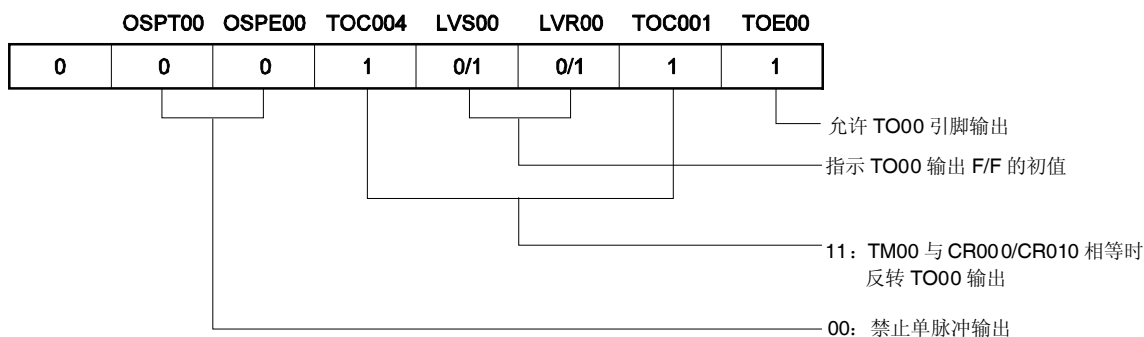 OSPT00 OSPE00 TOC004 LVS00 LVR00 TOC001 TOE00
0 0 0 1 0/1 0/1 1 1
允许 TO00 引脚输出
指示 TO00 输出 F/F 的初值
11：TM00 与 CR000/CR010 相等时
反转 TO00 输出
00：禁止单脉冲输出